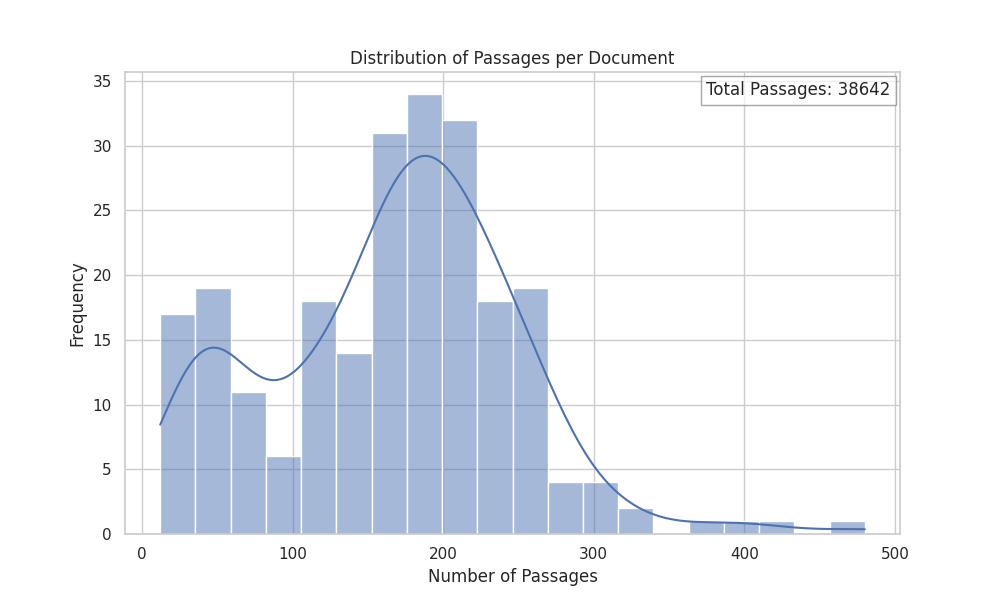 Distribution of Passages per Document
Total Passages: 38642
Frequency
35
30
25
20
15
10
5
0
0 100 200 300 400 500
Number of Passages